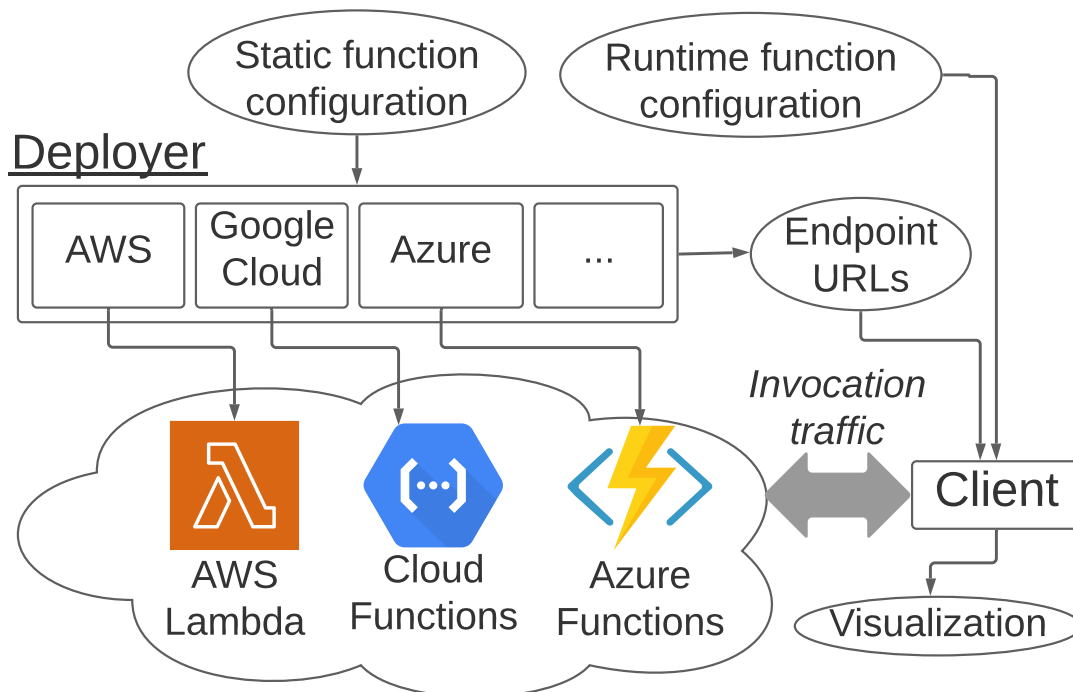 Static function
configuration
Runtime function
configuration
Deployer
AWS
Google
Cloud
Azure
...
Endpoint
URLs
Invocation
traffic
Client
AWS
Lambda
Cloud
Functions
Azure
Functions
Visualization